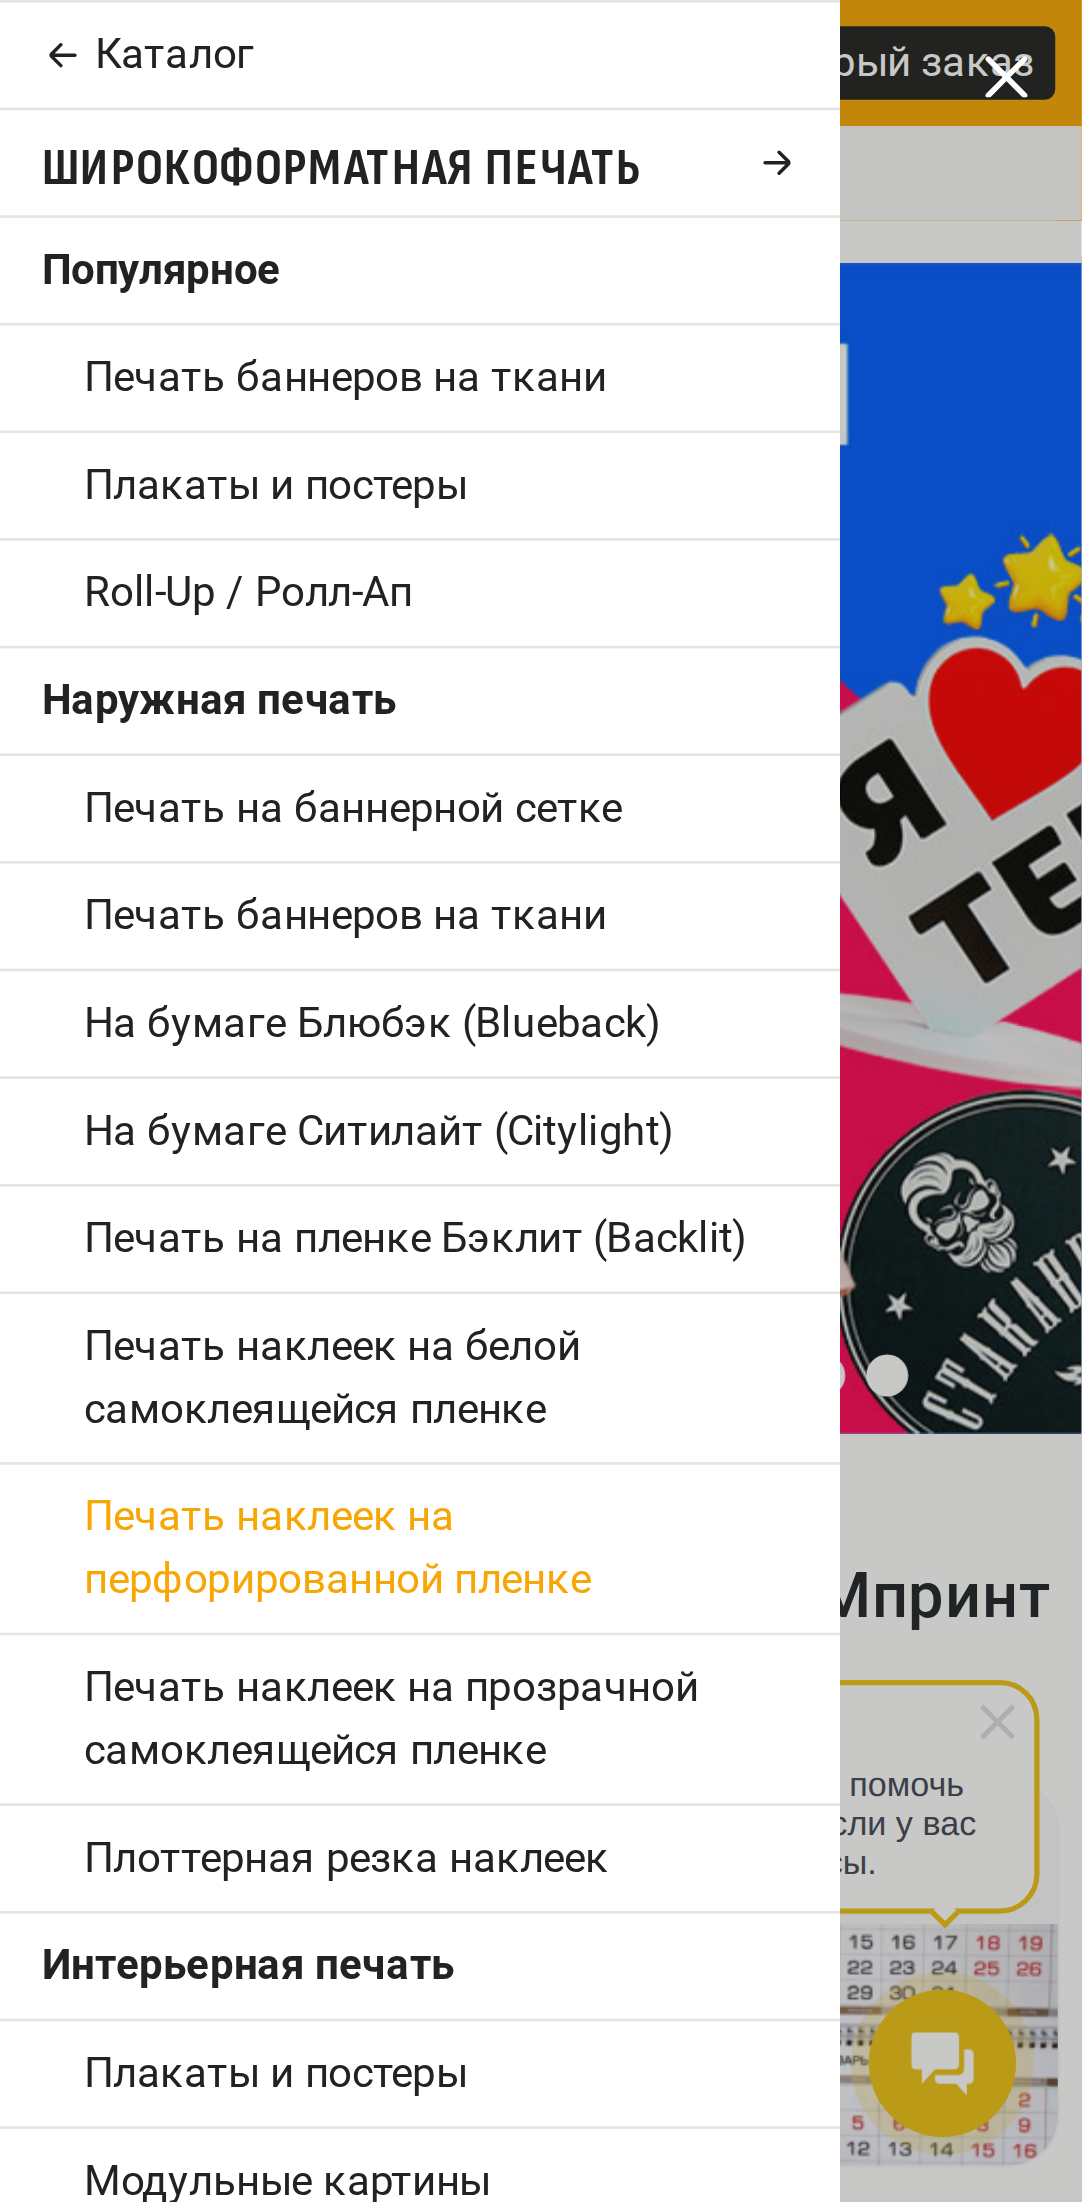 Каталог
ШИРОКОФОРМАТНАЯ ПЕЧАТЬ
Популярное
Печать баннеров на ткани
Плакаты и постеры
Roll-Up / Ролл-Ап
Наружная печать
Печать на баннерной сетке
Печать баннеров на ткани
На бумаге Блюбэк (Blueback)
На бумаге Ситилайт (Citylight)
Печать на пленке Бэклит (Backlit)
Печать наклеек на белой
самоклеящейся пленке
Печать наклеек на
перфорированной пленке
Печать наклеек на прозрачной
самоклеящейся пленке
Плоттерная резка наклеек
Интерьерная печать
Плакаты и постеры
Модульные картины
заказ
Я
ТЕ
Мпринт
помочь
у вас
15 16 17 18 19
22 23 24 25 26
29 30
2
5 9
12 13 14 15 16